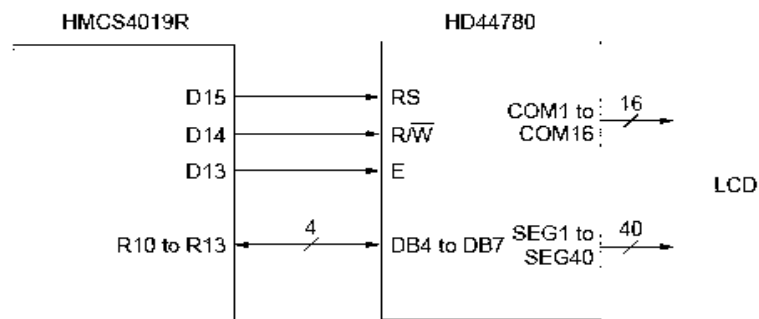 HMCS4019R
HD44780
D15
RS
COM1 to
COM16
16
D14
R/W̅
D13
E
LCD
R10 to R13
4
DB4 to DB7
SEG1 to
SEG40
40